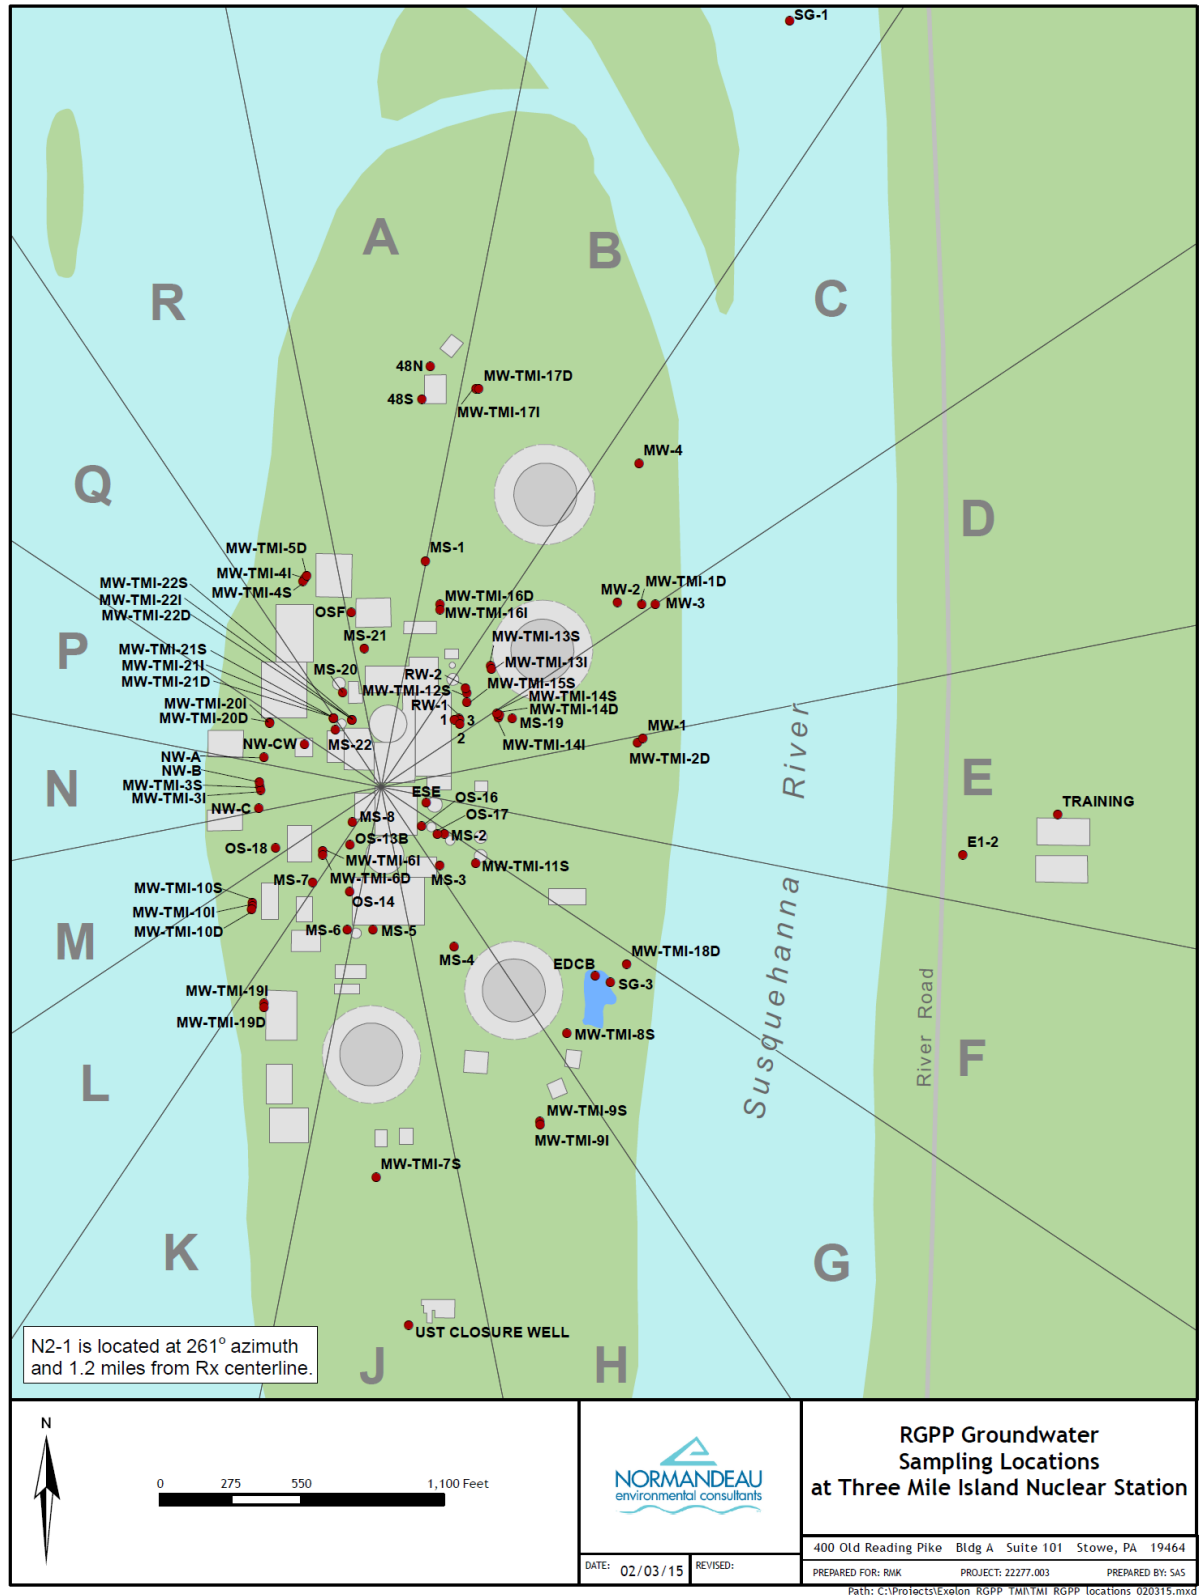 SG-1
A
B
R
C
48N
MW-TMI-17D
48S
MW-TMI-17I
MW-4
Q
D
MW-TMI-5D
MS-1
MW-TMI-4I
MW-TMI-22S
MW-TMI-4S
MW-TMI-22I
MW-TMI-22D
OSF
MW-TMI-16D
MW-TMI-16I
MW-2
MW-TMI-1D
MW-3
P
MS-21
MW-TMI-13S
MW-TMI-21S
MW-TMI-21I
MW-TMI-21D
MS-20
RW-2
MW-TMI-13I
MW-TMI-15S
MW-TMI-12S
MW-TMI-14S
MW-TMI-20I
RW-1
MW-TMI-14D
MW-TMI-20D
1
3
MS-19
2
MW-1
NW-CW
MS-22
MW-TMI-14I
MW-TMI-2D
NW-A
NW-B
N
MW-TMI-3S
MW-TMI-3I
ESE
OS-16
E
NW-C
OS-17
TRAINING
MS-8
OS-18
OS-13B
MS-2
E1-2
MW-TMI-6I
MW-TMI-11S
MS-7
MW-TMI-6D
MS-3
MW-TMI-10S
OS-14
MW-TMI-10I
MW-TMI-10D
M
MS-6
MS-5
MS-4
MW-TMI-18D
EDCB
SG-3
MW-TMI-19I
MW-TMI-19D
MW-TMI-8S
Susquehanna River
River Road
F
L
MW-TMI-9S
MW-TMI-9I
MW-TMI-7S
K
G
UST CLOSURE WELL
J
H
N2-1 is located at 261° azimuth
and 1.2 miles from Rx centerline.
N
0 275 550 1,100 Feet
NORMANDEAU
environmental consultants
DATE: 02/03/15 REVISED:
RGPP Groundwater
Sampling Locations
at Three Mile Island Nuclear Station
400 Old Reading Pike Bldg A Suite 101 Stowe, PA 19464
PREPARED FOR: RMK PROJECT: 22277.003 PREPARED BY: SAS
Path: C:\Projects\Exelon_RGPP_TMI\TMI_RGPP_locations_020315.mxd